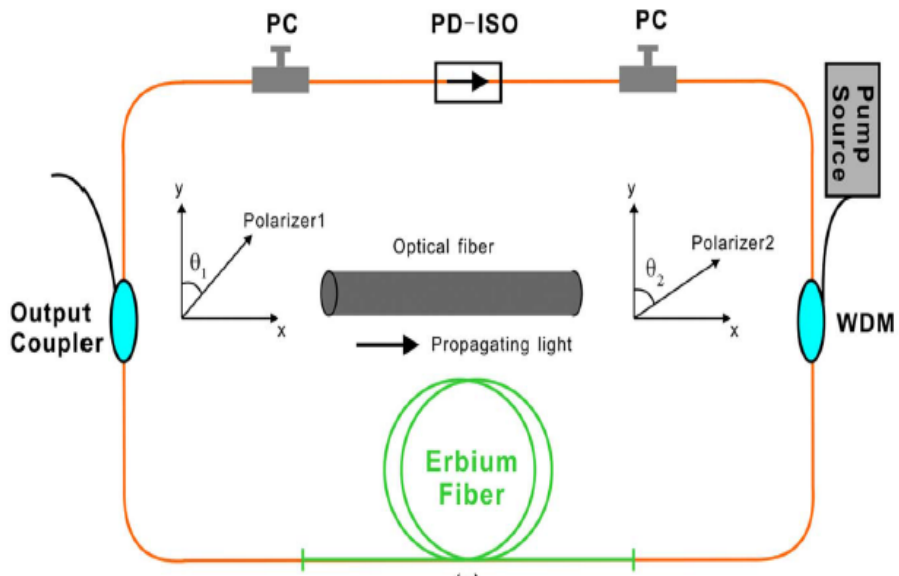 PC
PD-ISO
PC
Pump
Source
y
Polarizer1
θ1
x
Optical fiber
Propagating light
y
Polarizer2
θ2
x
Output
Coupler
WDM
Erbium
Fiber